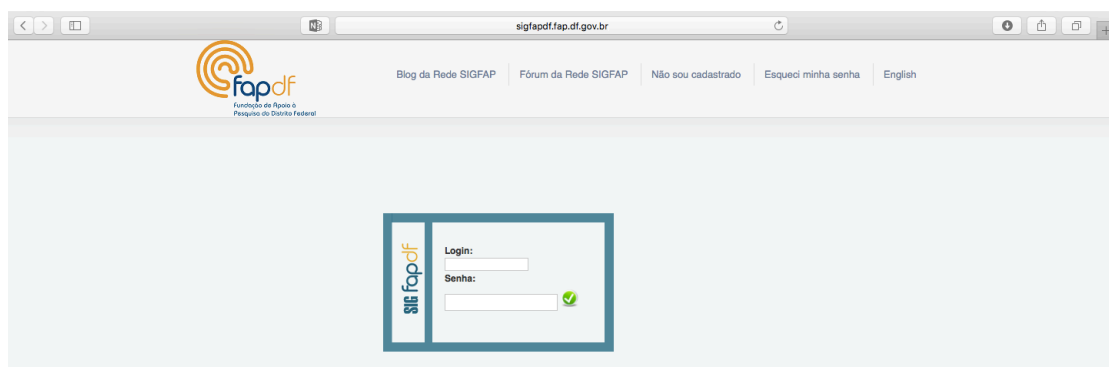 sigfapdf.fap.df.gov.br
fapdf
Fundação de Apoio à
Pesquisa do Distrito Federal
Blog da Rede SIGFAP
Fórum da Rede SIGFAP
Não sou cadastrado
Esqueci minha senha
English
SIG fapdf
Login:
Senha: